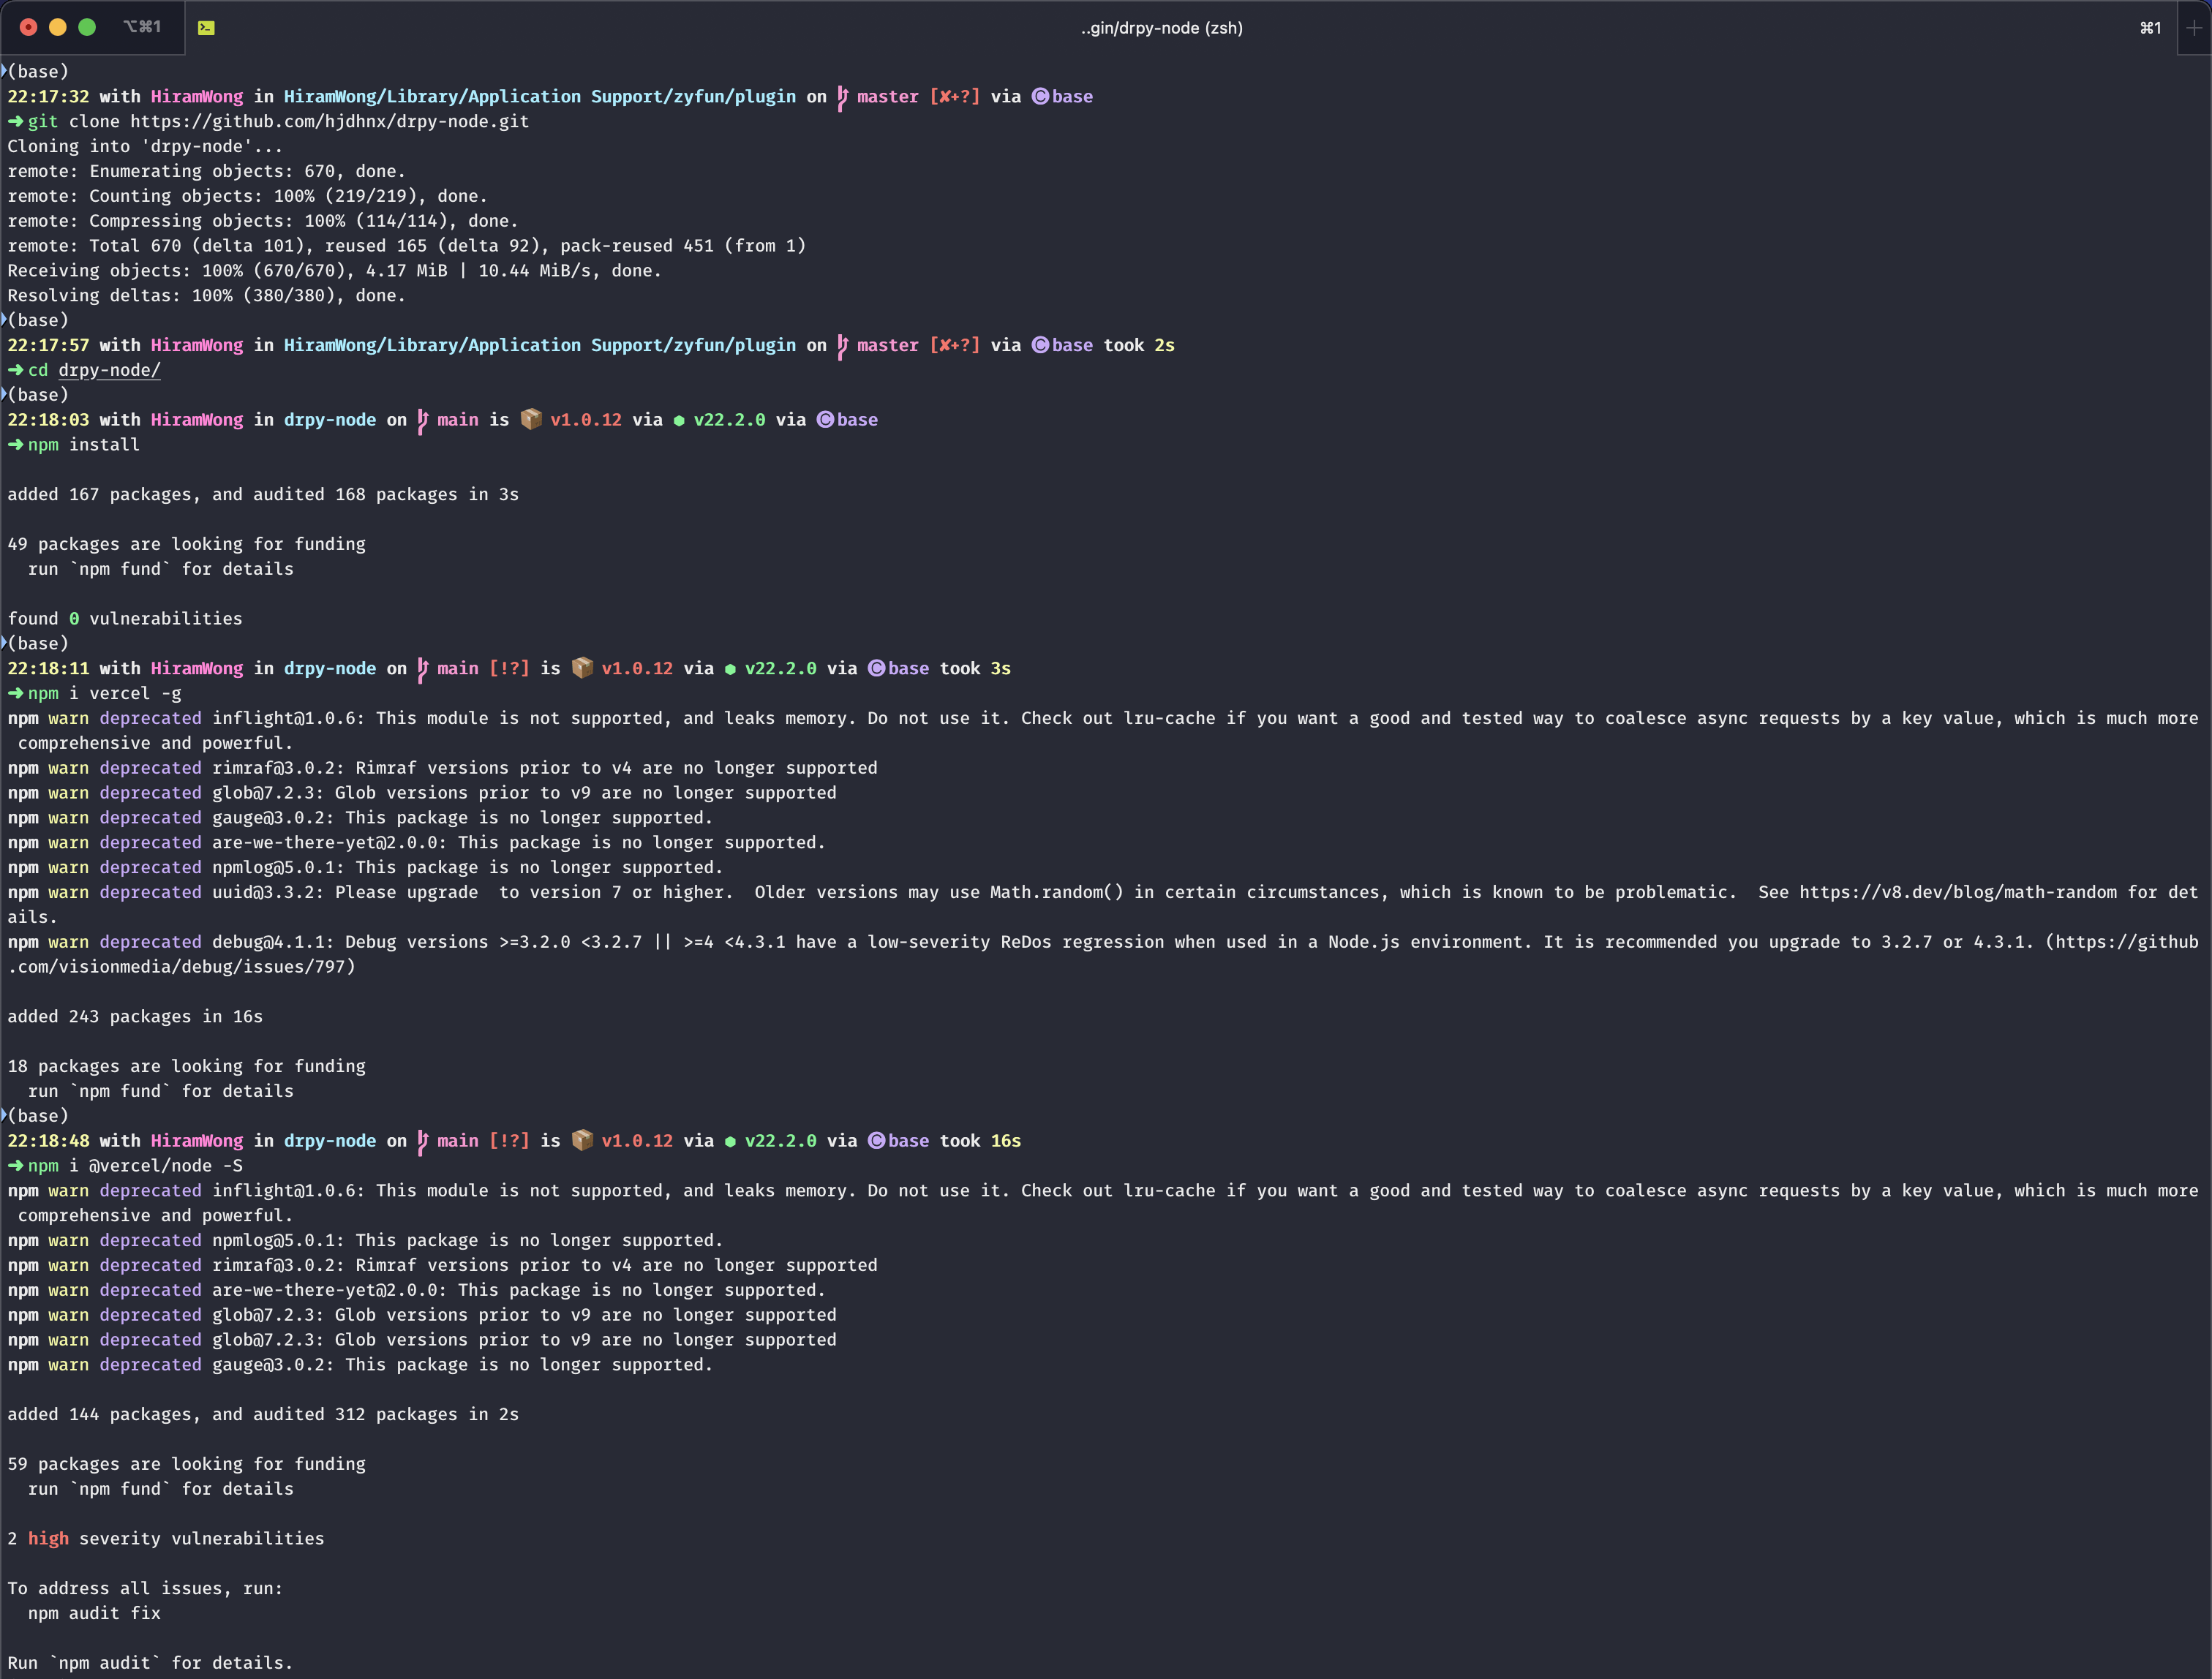 ⌥⌘1
..gin/drpy-node (zsh)
⌘1
(base)
22:17:32 with HiramWong in HiramWong/Library/Application Support/zyfun/plugin on master [✘+?] via Ⓒ base
➜ git clone https://github.com/hjdhnx/drpy-node.git
Cloning into 'drpy-node'...
remote: Enumerating objects: 670, done.
remote: Counting objects: 100% (219/219), done.
remote: Compressing objects: 100% (114/114), done.
remote: Total 670 (delta 101), reused 165 (delta 92), pack-reused 451 (from 1)
Receiving objects: 100% (670/670), 4.17 MiB | 10.44 MiB/s, done.
Resolving deltas: 100% (380/380), done.
(base)
22:17:57 with HiramWong in HiramWong/Library/Application Support/zyfun/plugin on master [✘+?] via Ⓒ base took 2s
➜ cd drpy-node/
(base)
22:18:03 with HiramWong in drpy-node on main is 📦 v1.0.12 via ⬢ v22.2.0 via Ⓒ base
➜ npm install
added 167 packages, and audited 168 packages in 3s
49 packages are looking for funding
run `npm fund` for details
found 0 vulnerabilities
(base)
22:18:11 with HiramWong in drpy-node on main [!?] is 📦 v1.0.12 via ⬢ v22.2.0 via Ⓒ base took 3s
➜ npm i vercel -g
npm warn deprecated inflight@1.0.6: This module is not supported, and leaks memory. Do not use it. Check out lru-cache if you want a good and tested way to coalesce async requests by a key value, which is much more
comprehensive and powerful.
npm warn deprecated rimraf@3.0.2: Rimraf versions prior to v4 are no longer supported
npm warn deprecated glob@7.2.3: Glob versions prior to v9 are no longer supported
npm warn deprecated gauge@3.0.2: This package is no longer supported.
npm warn deprecated are-we-there-yet@2.0.0: This package is no longer supported.
npm warn deprecated npmlog@5.0.1: This package is no longer supported.
npm warn deprecated uuid@3.3.2: Please upgrade  to version 7 or higher.  Older versions may use Math.random() in certain circumstances, which is known to be problematic.  See https://v8.dev/blog/math-random for det
ails.
npm warn deprecated debug@4.1.1: Debug versions >=3.2.0 <3.2.7 || >=4 <4.3.1 have a low-severity ReDos regression when used in a Node.js environment. It is recommended you upgrade to 3.2.7 or 4.3.1. (https://github
.com/visionmedia/debug/issues/797)
added 243 packages in 16s
18 packages are looking for funding
run `npm fund` for details
(base)
22:18:48 with HiramWong in drpy-node on main [!?] is 📦 v1.0.12 via ⬢ v22.2.0 via Ⓒ base took 16s
➜ npm i @vercel/node -S
npm warn deprecated inflight@1.0.6: This module is not supported, and leaks memory. Do not use it. Check out lru-cache if you want a good and tested way to coalesce async requests by a key value, which is much more
comprehensive and powerful.
npm warn deprecated npmlog@5.0.1: This package is no longer supported.
npm warn deprecated rimraf@3.0.2: Rimraf versions prior to v4 are no longer supported
npm warn deprecated are-we-there-yet@2.0.0: This package is no longer supported.
npm warn deprecated glob@7.2.3: Glob versions prior to v9 are no longer supported
npm warn deprecated glob@7.2.3: Glob versions prior to v9 are no longer supported
npm warn deprecated gauge@3.0.2: This package is no longer supported.
added 144 packages, and audited 312 packages in 2s
59 packages are looking for funding
run `npm fund` for details
2 high severity vulnerabilities
To address all issues, run:
npm audit fix
Run `npm audit` for details.